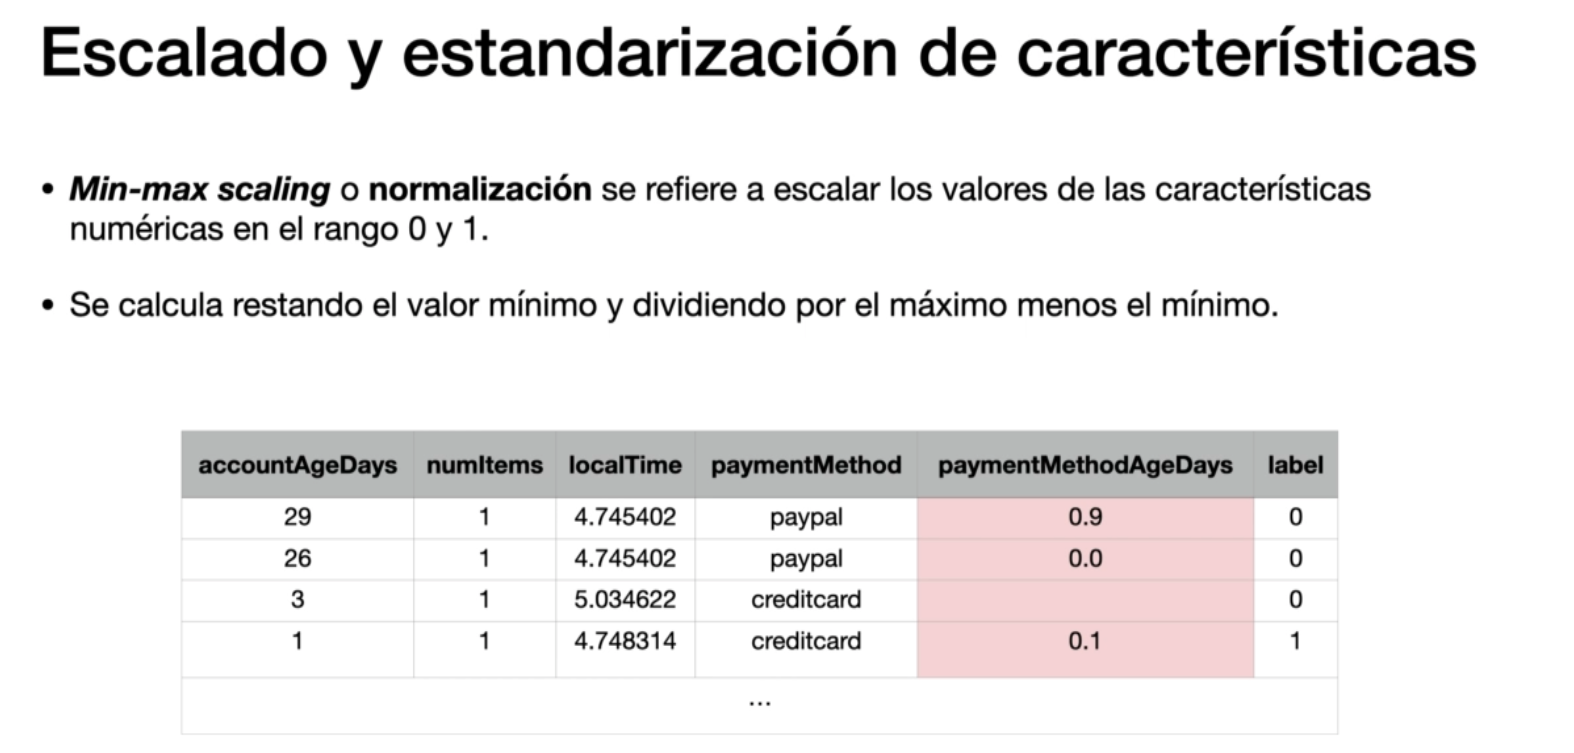 Escalado y estandarización de características
• Min-max scaling o normalización se refiere a escalar los valores de las características
numéricas en el rango 0 y 1.
• Se calcula restando el valor mínimo y dividiendo por el máximo menos el mínimo.
accountAgeDays numItems localTime paymentMethod paymentMethodAgeDays label
29 1 4.745402 paypal 0.9 0
26 1 4.745402 paypal 0.0 0
3 1 5.034622 creditcard 0
1 1 4.748314 creditcard 0.1 1
...